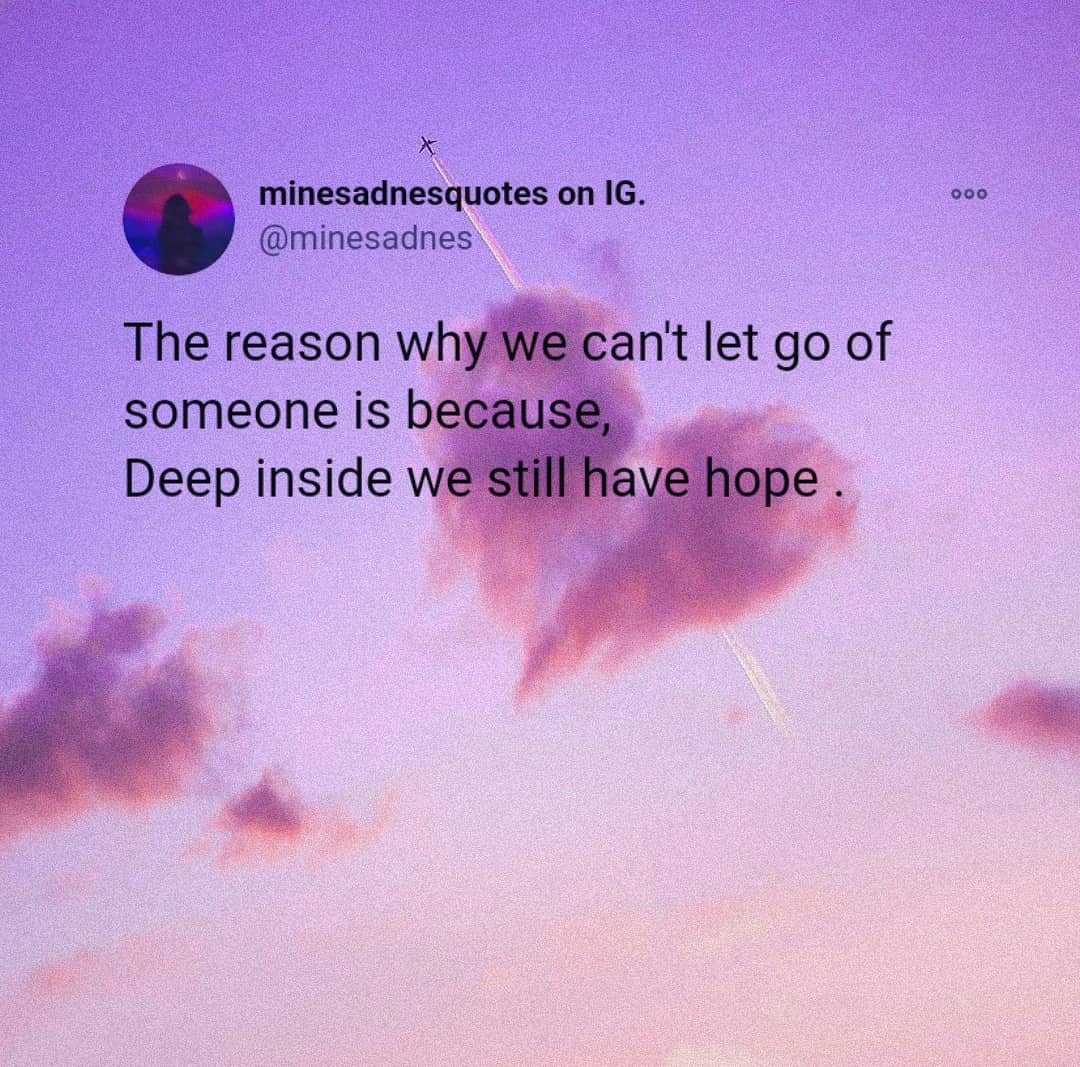 minesadnesquotes on IG.
@minesadnes
The reason why we can't let go of
someone is because,
Deep inside we still have hope .